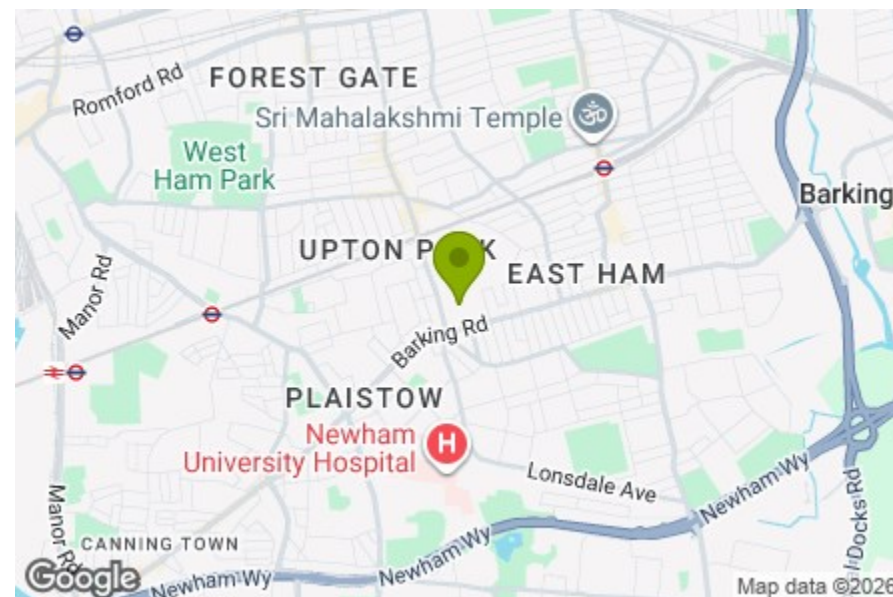 Romford Rd
FOREST GATE
Sri Mahalakshmi Temple
West
Ham Park
Barking
UPTON P K
EAST HAM
Manor Rd
Barking Rd
PLAISTOW
Newham
University Hospital
H
Lonsdale Ave
Newham Wy
Manor Rd
CANNING TOWN
Newham Wy
Docks Rd
Google
Newham Wy
Map data ©2026